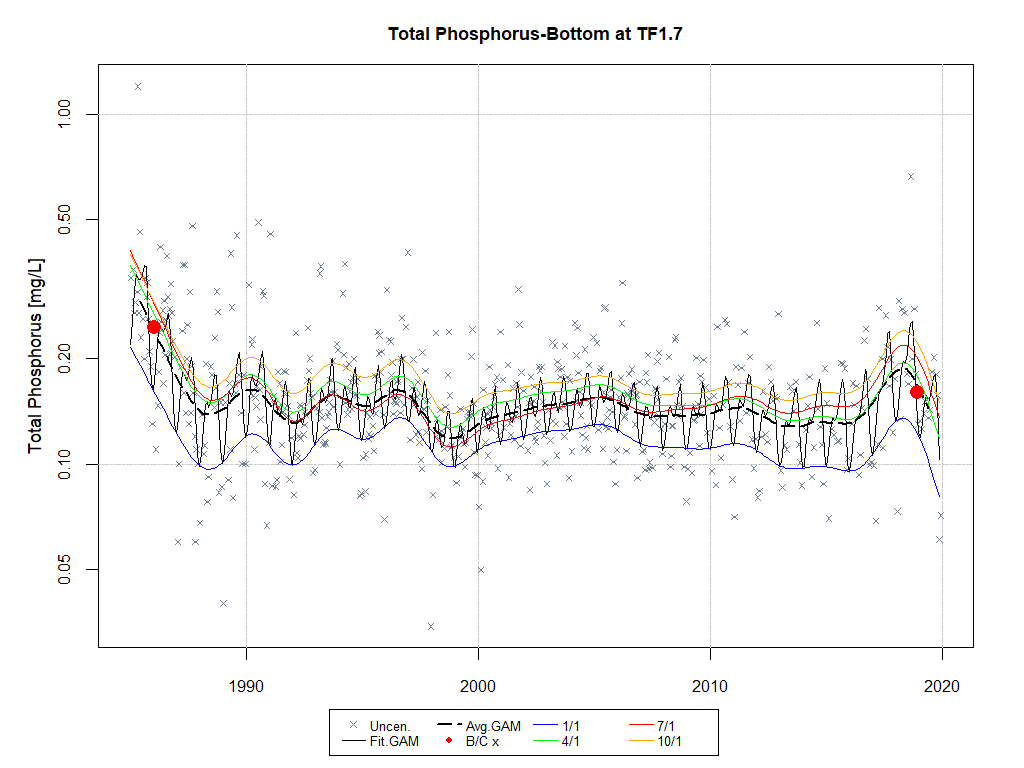 Total Phosphorus-Bottom at TF1.7
Total Phosphorus [mg/L]
1.00
0.50
0.20
0.10
0.05
1990 2000 2010 2020
Uncen. Avg.GAM 1/1 7/1
Fit.GAM B/C x 4/1 10/1